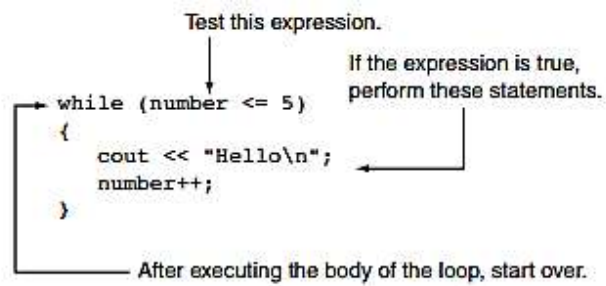 Test this expression.
If the expression is true,
perform these statements.
while (number <= 5)
{
cout << "Hello\n";
number++;
}
After executing the body of the loop, start over.